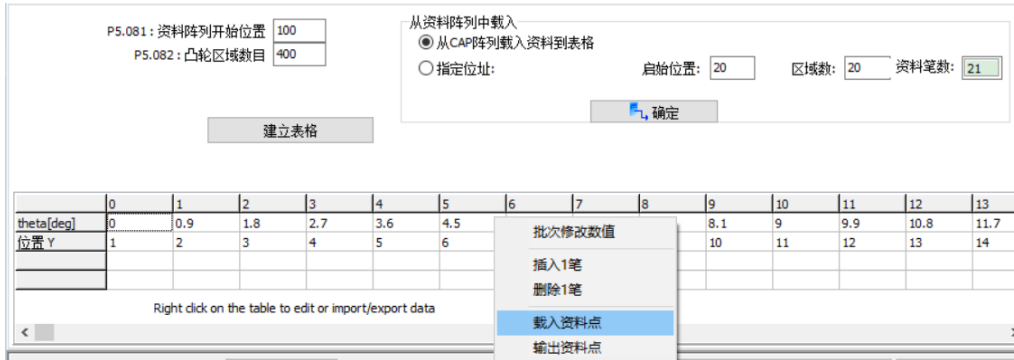 P5.081：资料阵列开始位置 100
P5.082：凸轮区域数目 400
建立表格
从资料阵列中载入
从CAP阵列载入资料到表格
指定位址: 启始位置: 20 区域数: 20 资料笔数: 21
确定
0 1 2 3 4 5 6 7 8 9 10 11 12 13
theta[deg] 0 0.9 1.8 2.7 3.6 4.5 8.1 9 9.9 10.8 11.7
位置 Y 1 2 3 4 5 6 10 11 12 13 14
批次修改数值
插入1笔
删除1笔
载入资料点
输出资料点
Right click on the table to edit or import/export data